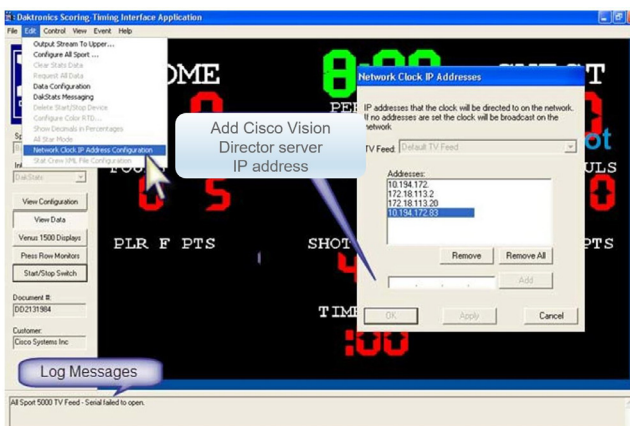 Daktronics Scoring-Timing Interface Application
File Edit Control View Event Help
Output Stream To Upper...
Configure All Sport ...
Clear Stats Data
Request All Data
Data Configuration
DakStats Messaging
Delete Start/Stop Device
Configure Color RTD...
Show Decimals in Percentages
All Star Mode
Network Clock IP Address Configuration
Stat Crew XML File Configuration
DakStats
View Configuration
View Data
Venus 1500 Displays
Press Row Monitors
Start/Stop Switch
Document #:
DD2131984
Customer:
Cisco Systems Inc
OME
8:00
T
PER
ot
ULS
5
0
PLR F PTS
SHOT
PTS
TIME
:00
Network Clock IP Addresses
IP addresses that the clock will be directed to on the network.
If no addresses are set the clock will be broadcast on the
network
TV Feed: Default TV Feed
Addresses:
10.194.172.
172.18.113.2
172.18.113.20
10.194.172.83
Remove Remove All
Add
OK Apply Cancel
Add Cisco Vision
Director server
IP address
Log Messages
All Sport 5000 TV Feed - Serial failed to open.